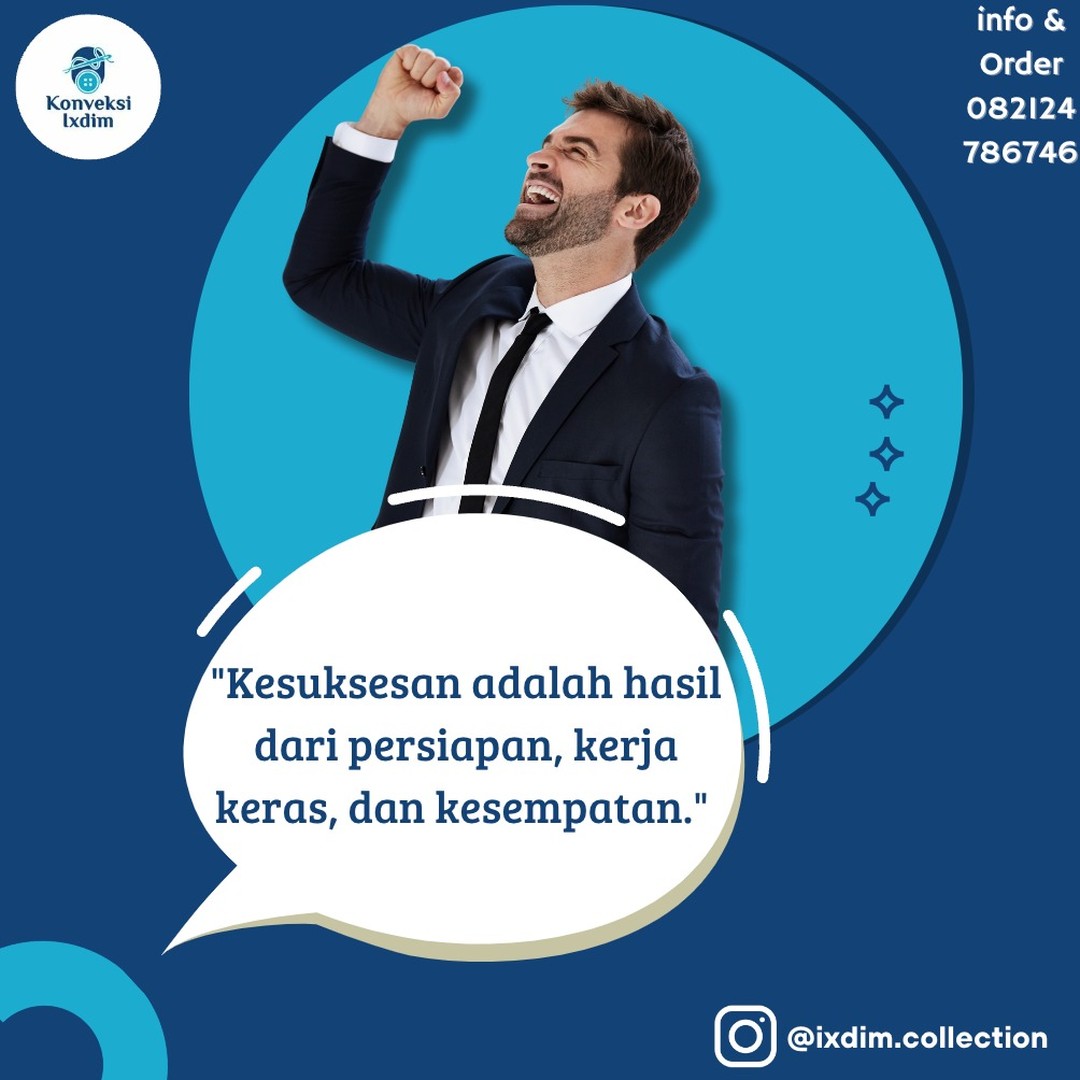 Konveksi
Ixdim
info &
Order
082124
786746
"Kesuksesan adalah hasil
dari persiapan, kerja
keras, dan kesempatan."
@ixdim.collection